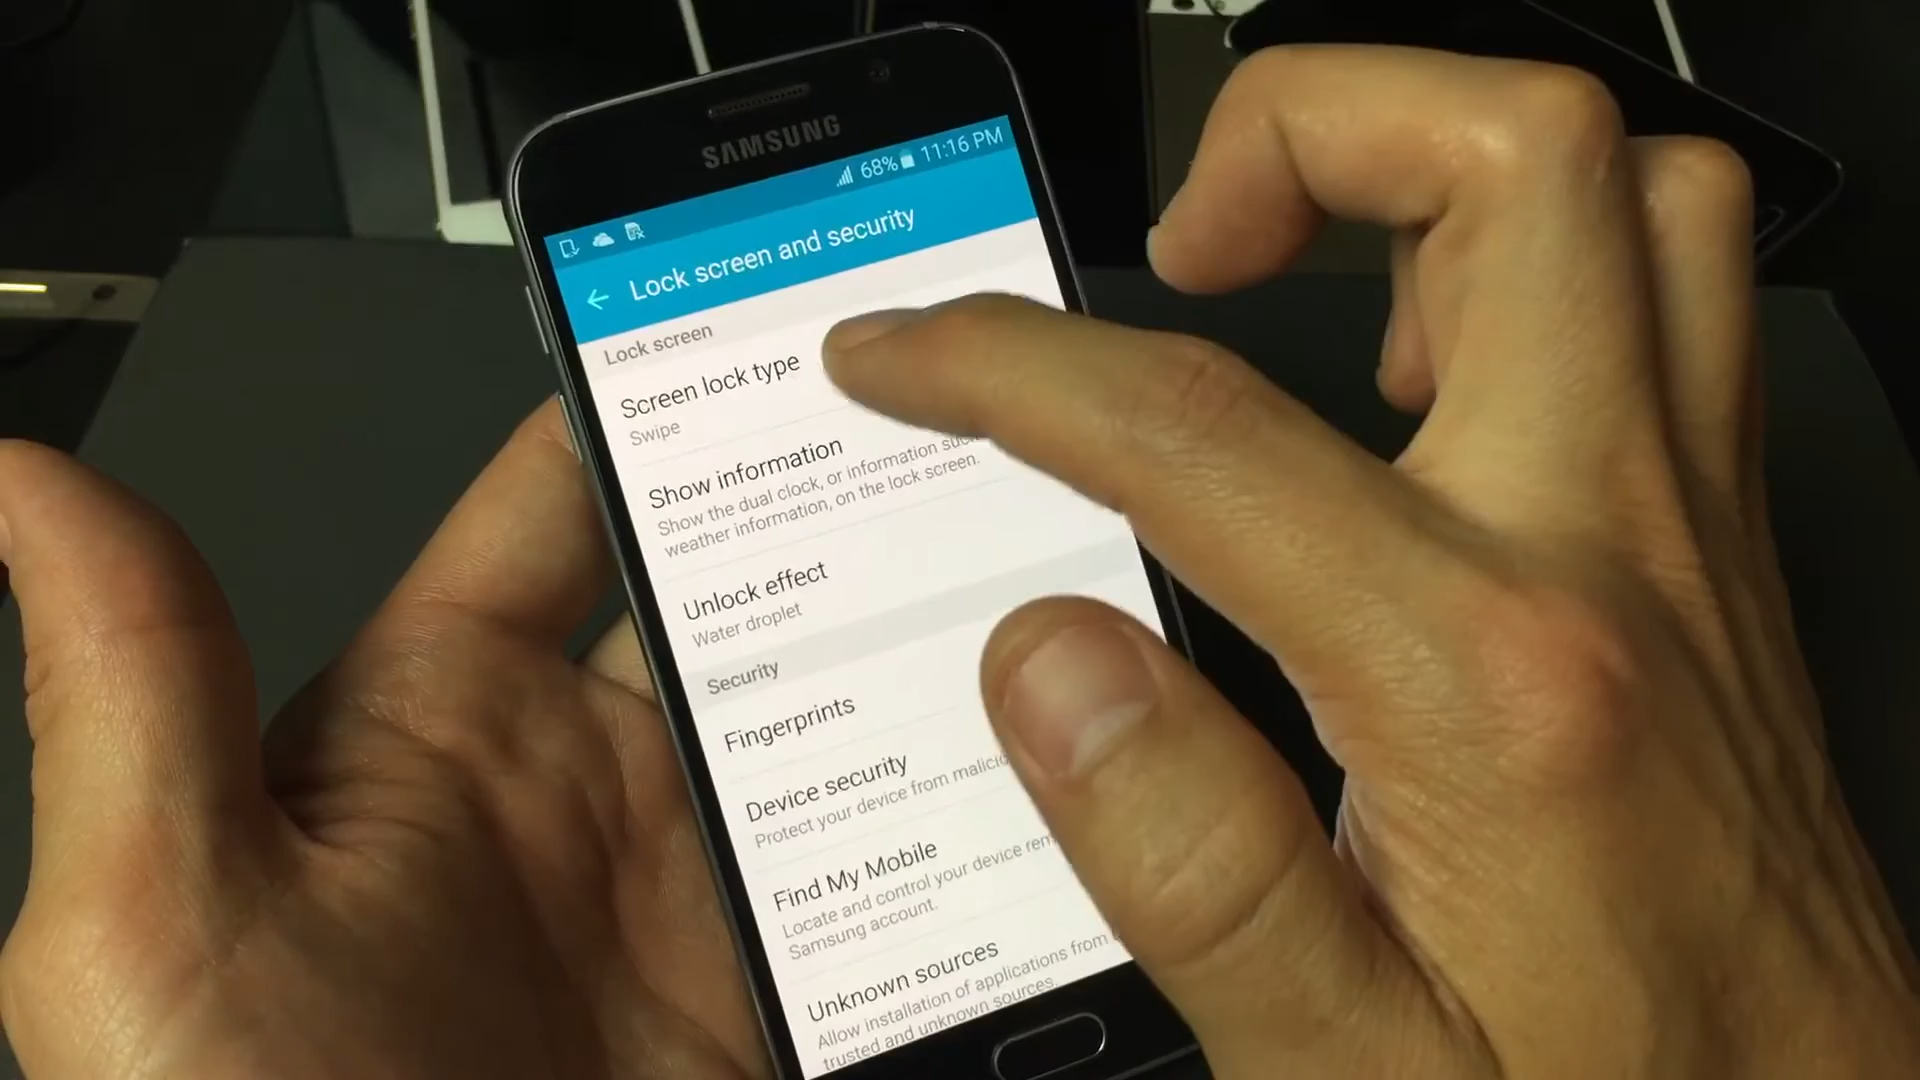 SAMSUNG
68% 11:16 PM
Lock screen and security
Lock screen
Screen lock type
Swipe
Show information
Show the dual clock, or information such
weather information, on the lock screen.
Unlock effect
Water droplet
Security
Fingerprints
Device security
Protect your device from malicio
Find My Mobile
Locate and control your device rem
Samsung account.
Unknown sources
Allow installation of applications from
trusted and unknown sources.